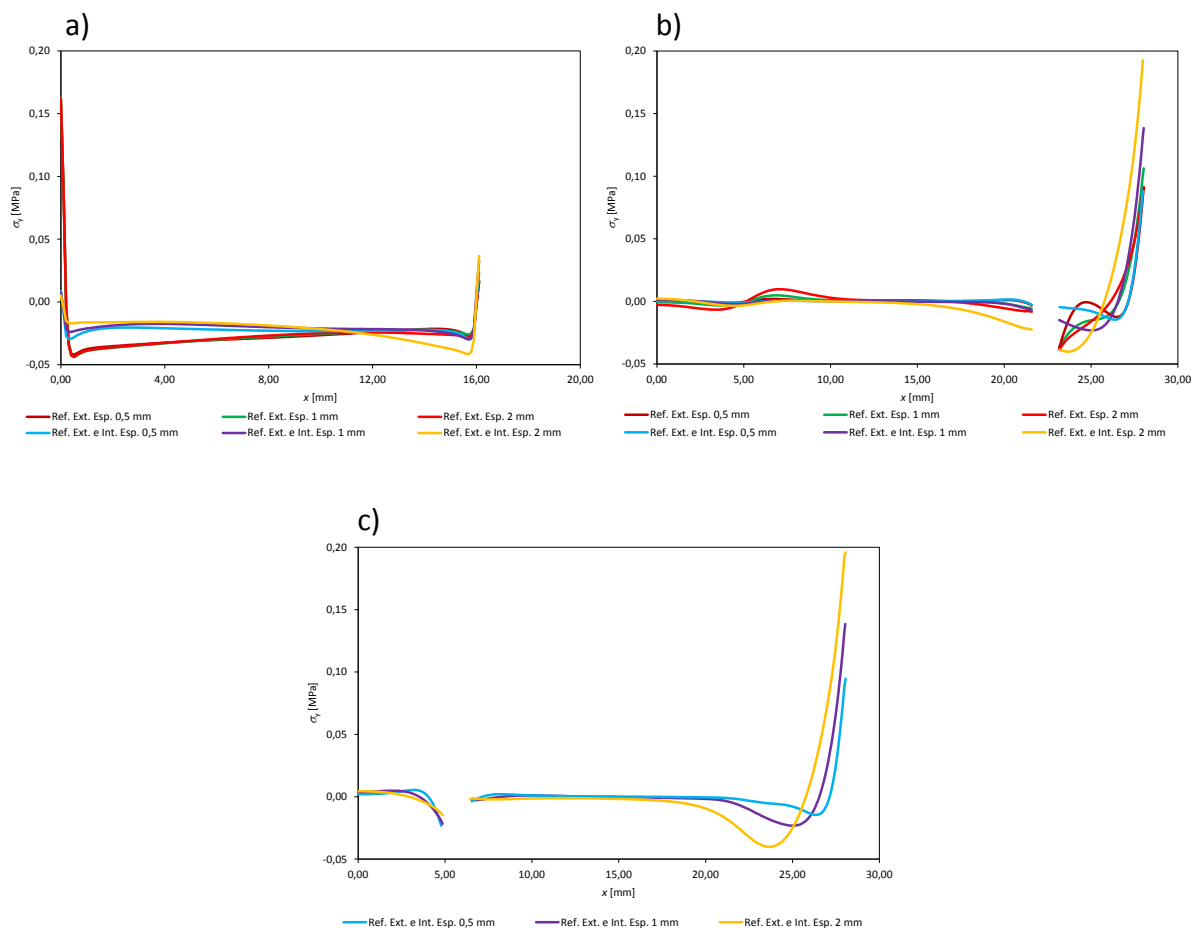 a)
0,20
0,15
0,10
0,05
0,00
-0,05
σy [MPa]
0,00 4,00 8,00 12,00 16,00 20,00
x [mm]
Ref. Ext. Esp. 0,5 mm Ref. Ext. Esp. 1 mm Ref. Ext. Esp. 2 mm
Ref. Ext. e Int. Esp. 0,5 mm Ref. Ext. e Int. Esp. 1 mm Ref. Ext. e Int. Esp. 2 mm
b)
0,20
0,15
0,10
0,05
0,00
-0,05
σy [MPa]
0,00 5,00 10,00 15,00 20,00 25,00 30,00
x [mm]
Ref. Ext. Esp. 0,5 mm Ref. Ext. Esp. 1 mm Ref. Ext. Esp. 2 mm
Ref. Ext. e Int. Esp. 0,5 mm Ref. Ext. e Int. Esp. 1 mm Ref. Ext. e Int. Esp. 2 mm
c)
0,20
0,15
0,10
0,05
0,00
-0,05
σy [MPa]
0,00 5,00 10,00 15,00 20,00 25,00 30,00
x [mm]
Ref. Ext. e Int. Esp. 0,5 mm Ref. Ext. e Int. Esp. 1 mm Ref. Ext. e Int. Esp. 2 mm